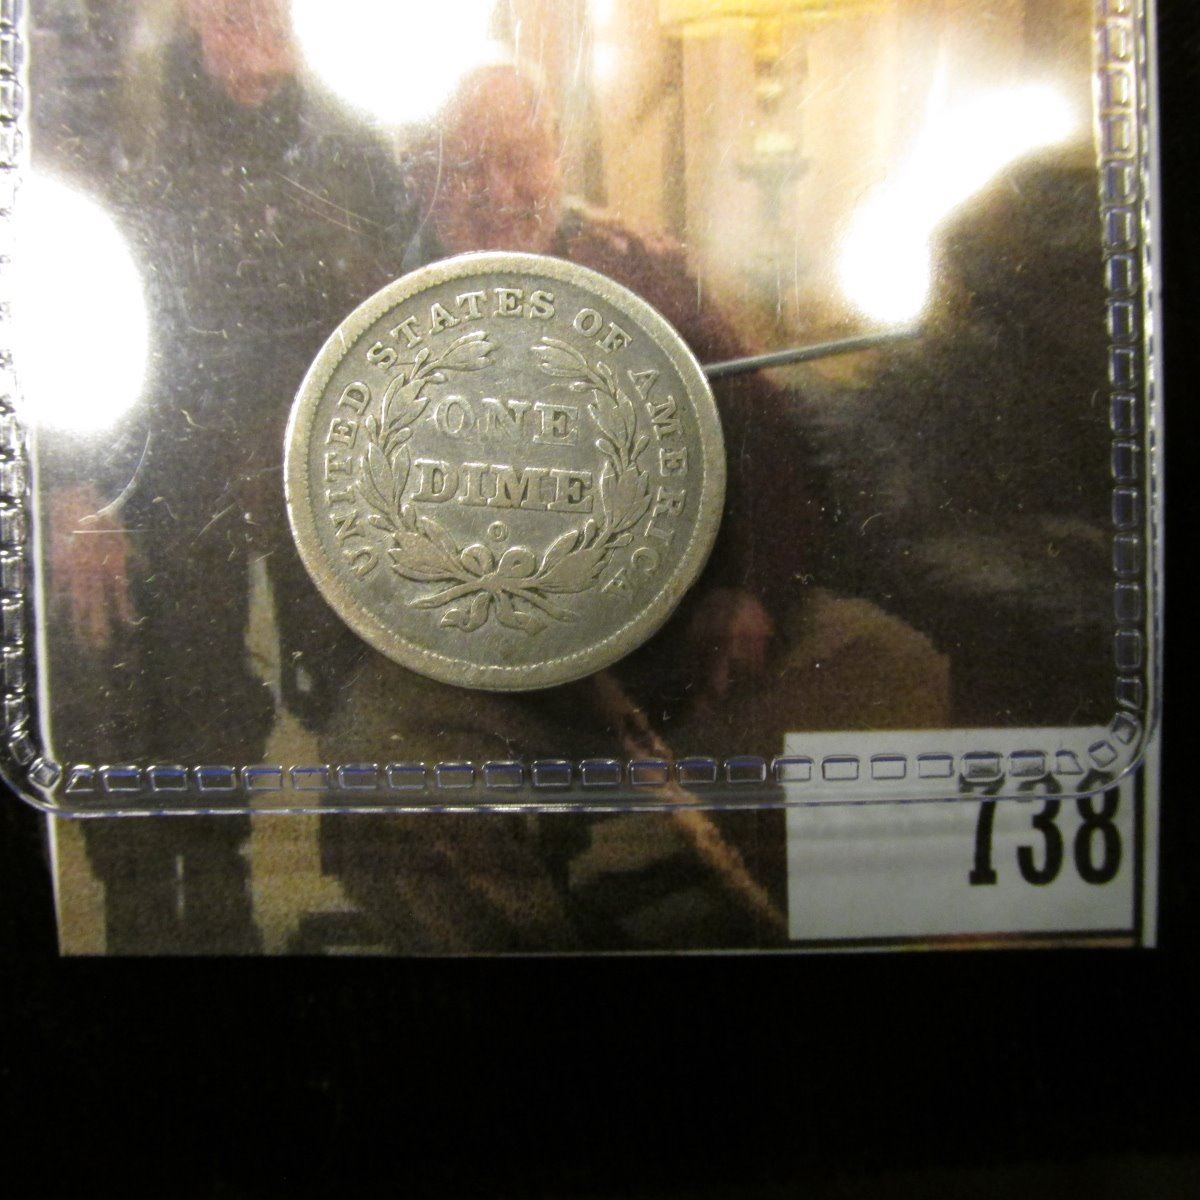 UNITED STATES OF AMERICA
ONE
DIME
O
738